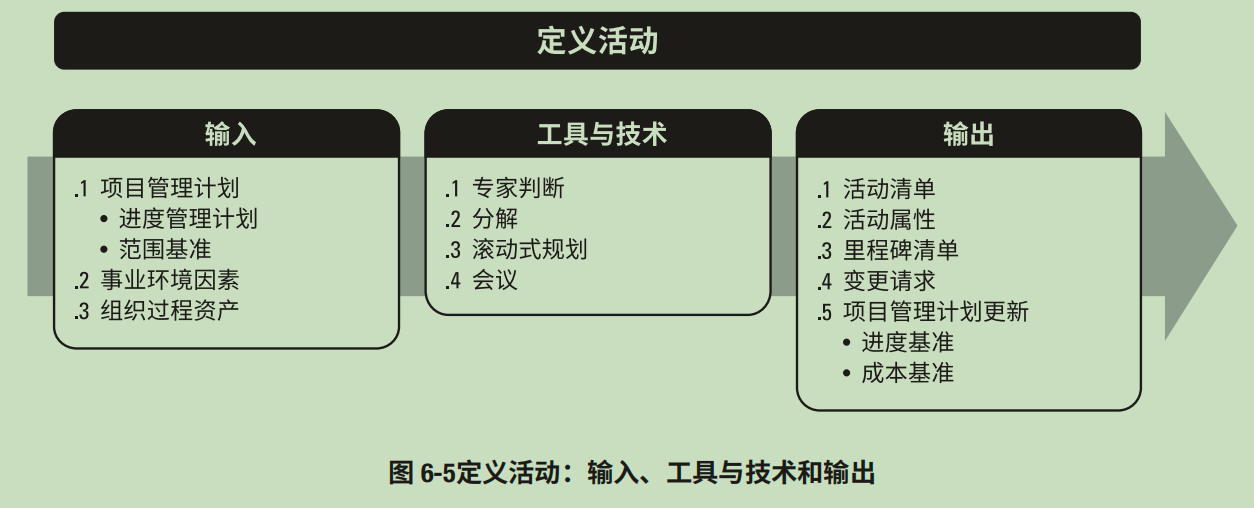 定义活动
输入
.1 项目管理计划
• 进度管理计划
• 范围基准
.2 事业环境因素
.3 组织过程资产
工具与技术
.1 专家判断
.2 分解
.3 滚动式规划
.4 会议
输出
.1 活动清单
.2 活动属性
.3 里程碑清单
.4 变更请求
.5 项目管理计划更新
• 进度基准
• 成本基准
图 6-5定义活动：输入、工具与技术和输出